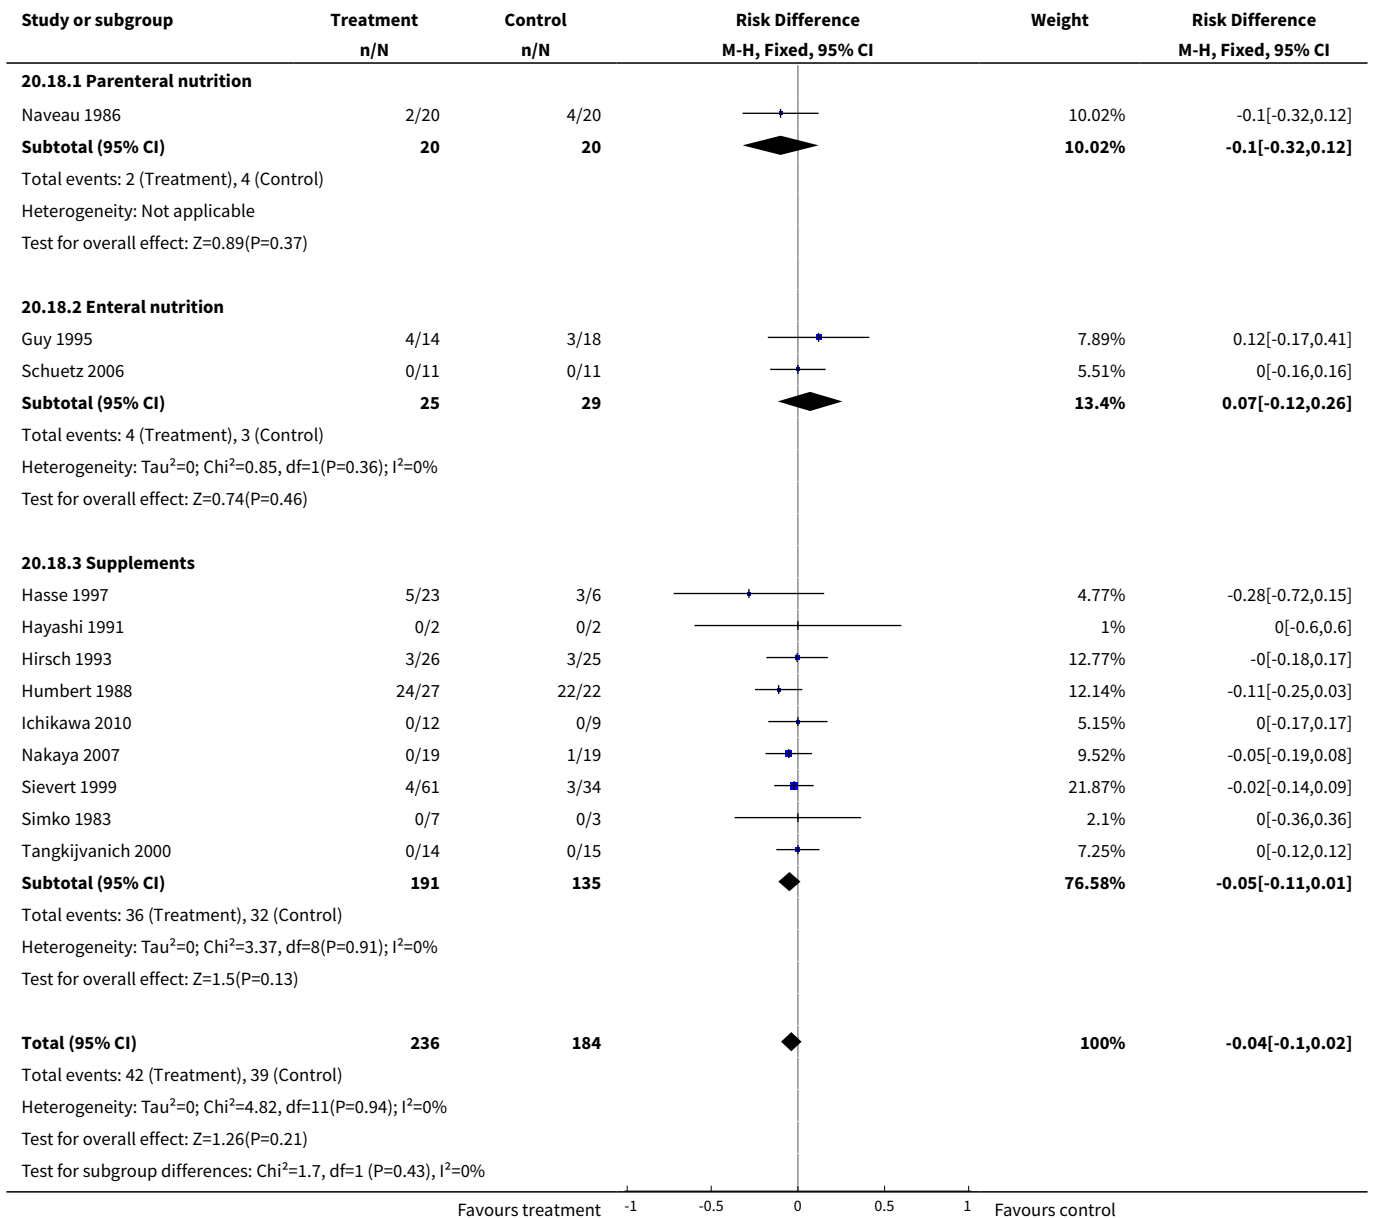 Study or subgroup Treatment Control Risk Difference Weight Risk Difference
n/N n/N M-H, Fixed, 95% CI M-H, Fixed, 95% CI
20.18.1 Parenteral nutrition
Naveau 1986 2/20 4/20 10.02% -0.1[-0.32,0.12]
Subtotal (95% CI) 20 20 10.02% -0.1[-0.32,0.12]
Total events: 2 (Treatment), 4 (Control)
Heterogeneity: Not applicable
Test for overall effect: Z=0.89(P=0.37)
20.18.2 Enteral nutrition
Guy 1995 4/14 3/18 7.89% 0.12[-0.17,0.41]
Schuetz 2006 0/11 0/11 5.51% 0[-0.16,0.16]
Subtotal (95% CI) 25 29 13.4% 0.07[-0.12,0.26]
Total events: 4 (Treatment), 3 (Control)
Heterogeneity: Tau²=0; Chi²=0.85, df=1(P=0.36); I²=0%
Test for overall effect: Z=0.74(P=0.46)
20.18.3 Supplements
Hasse 1997 5/23 3/6 4.77% -0.28[-0.72,0.15]
Hayashi 1991 0/2 0/2 1% 0[-0.6,0.6]
Hirsch 1993 3/26 3/25 12.77% -0[-0.18,0.17]
Humbert 1988 24/27 22/22 12.14% -0.11[-0.25,0.03]
Ichikawa 2010 0/12 0/9 5.15% 0[-0.17,0.17]
Nakaya 2007 0/19 1/19 9.52% -0.05[-0.19,0.08]
Sievert 1999 4/61 3/34 21.87% -0.02[-0.14,0.09]
Simko 1983 0/7 0/3 2.1% 0[-0.36,0.36]
Tangkijvanich 2000 0/14 0/15 7.25% 0[-0.12,0.12]
Subtotal (95% CI) 191 135 76.58% -0.05[-0.11,0.01]
Total events: 36 (Treatment), 32 (Control)
Heterogeneity: Tau²=0; Chi²=3.37, df=8(P=0.91); I²=0%
Test for overall effect: Z=1.5(P=0.13)
Total (95% CI) 236 184 100% -0.04[-0.1,0.02]
Total events: 42 (Treatment), 39 (Control)
Heterogeneity: Tau²=0; Chi²=4.82, df=11(P=0.94); I²=0%
Test for overall effect: Z=1.26(P=0.21)
Test for subgroup differences: Chi²=1.7, df=1 (P=0.43), I²=0%
Favours treatment -1 -0.5 0 0.5 1 Favours control